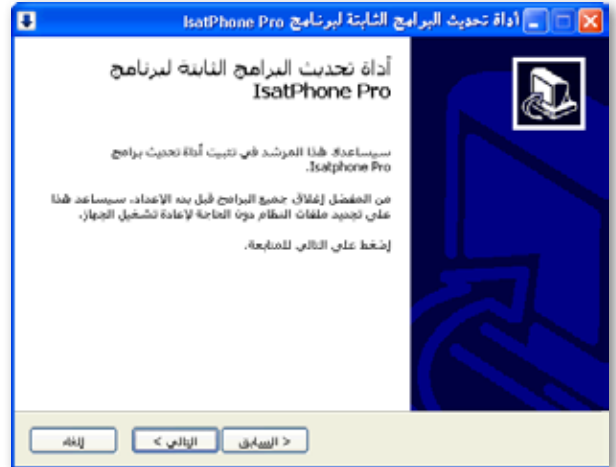 أداة تحديث البرامج الثابتة لبرنامج IsatPhone Pro
أداة تحديث البرامج الثابتة لبرنامج
IsatPhone Pro
سيساعدك هذا المرشد في تثبيت أداة تحديث برامج
Isatphone Pro.
من المفضل إغلاق جميع البرامج قبل بدء الإعداد، سيساعد هذا
على تجديد ملفات النظام دون الحاجة لإعادة تشغيل الجهاز.
إضغط على التالي للمتابعة.
< السابق
التالي >
إلغاء